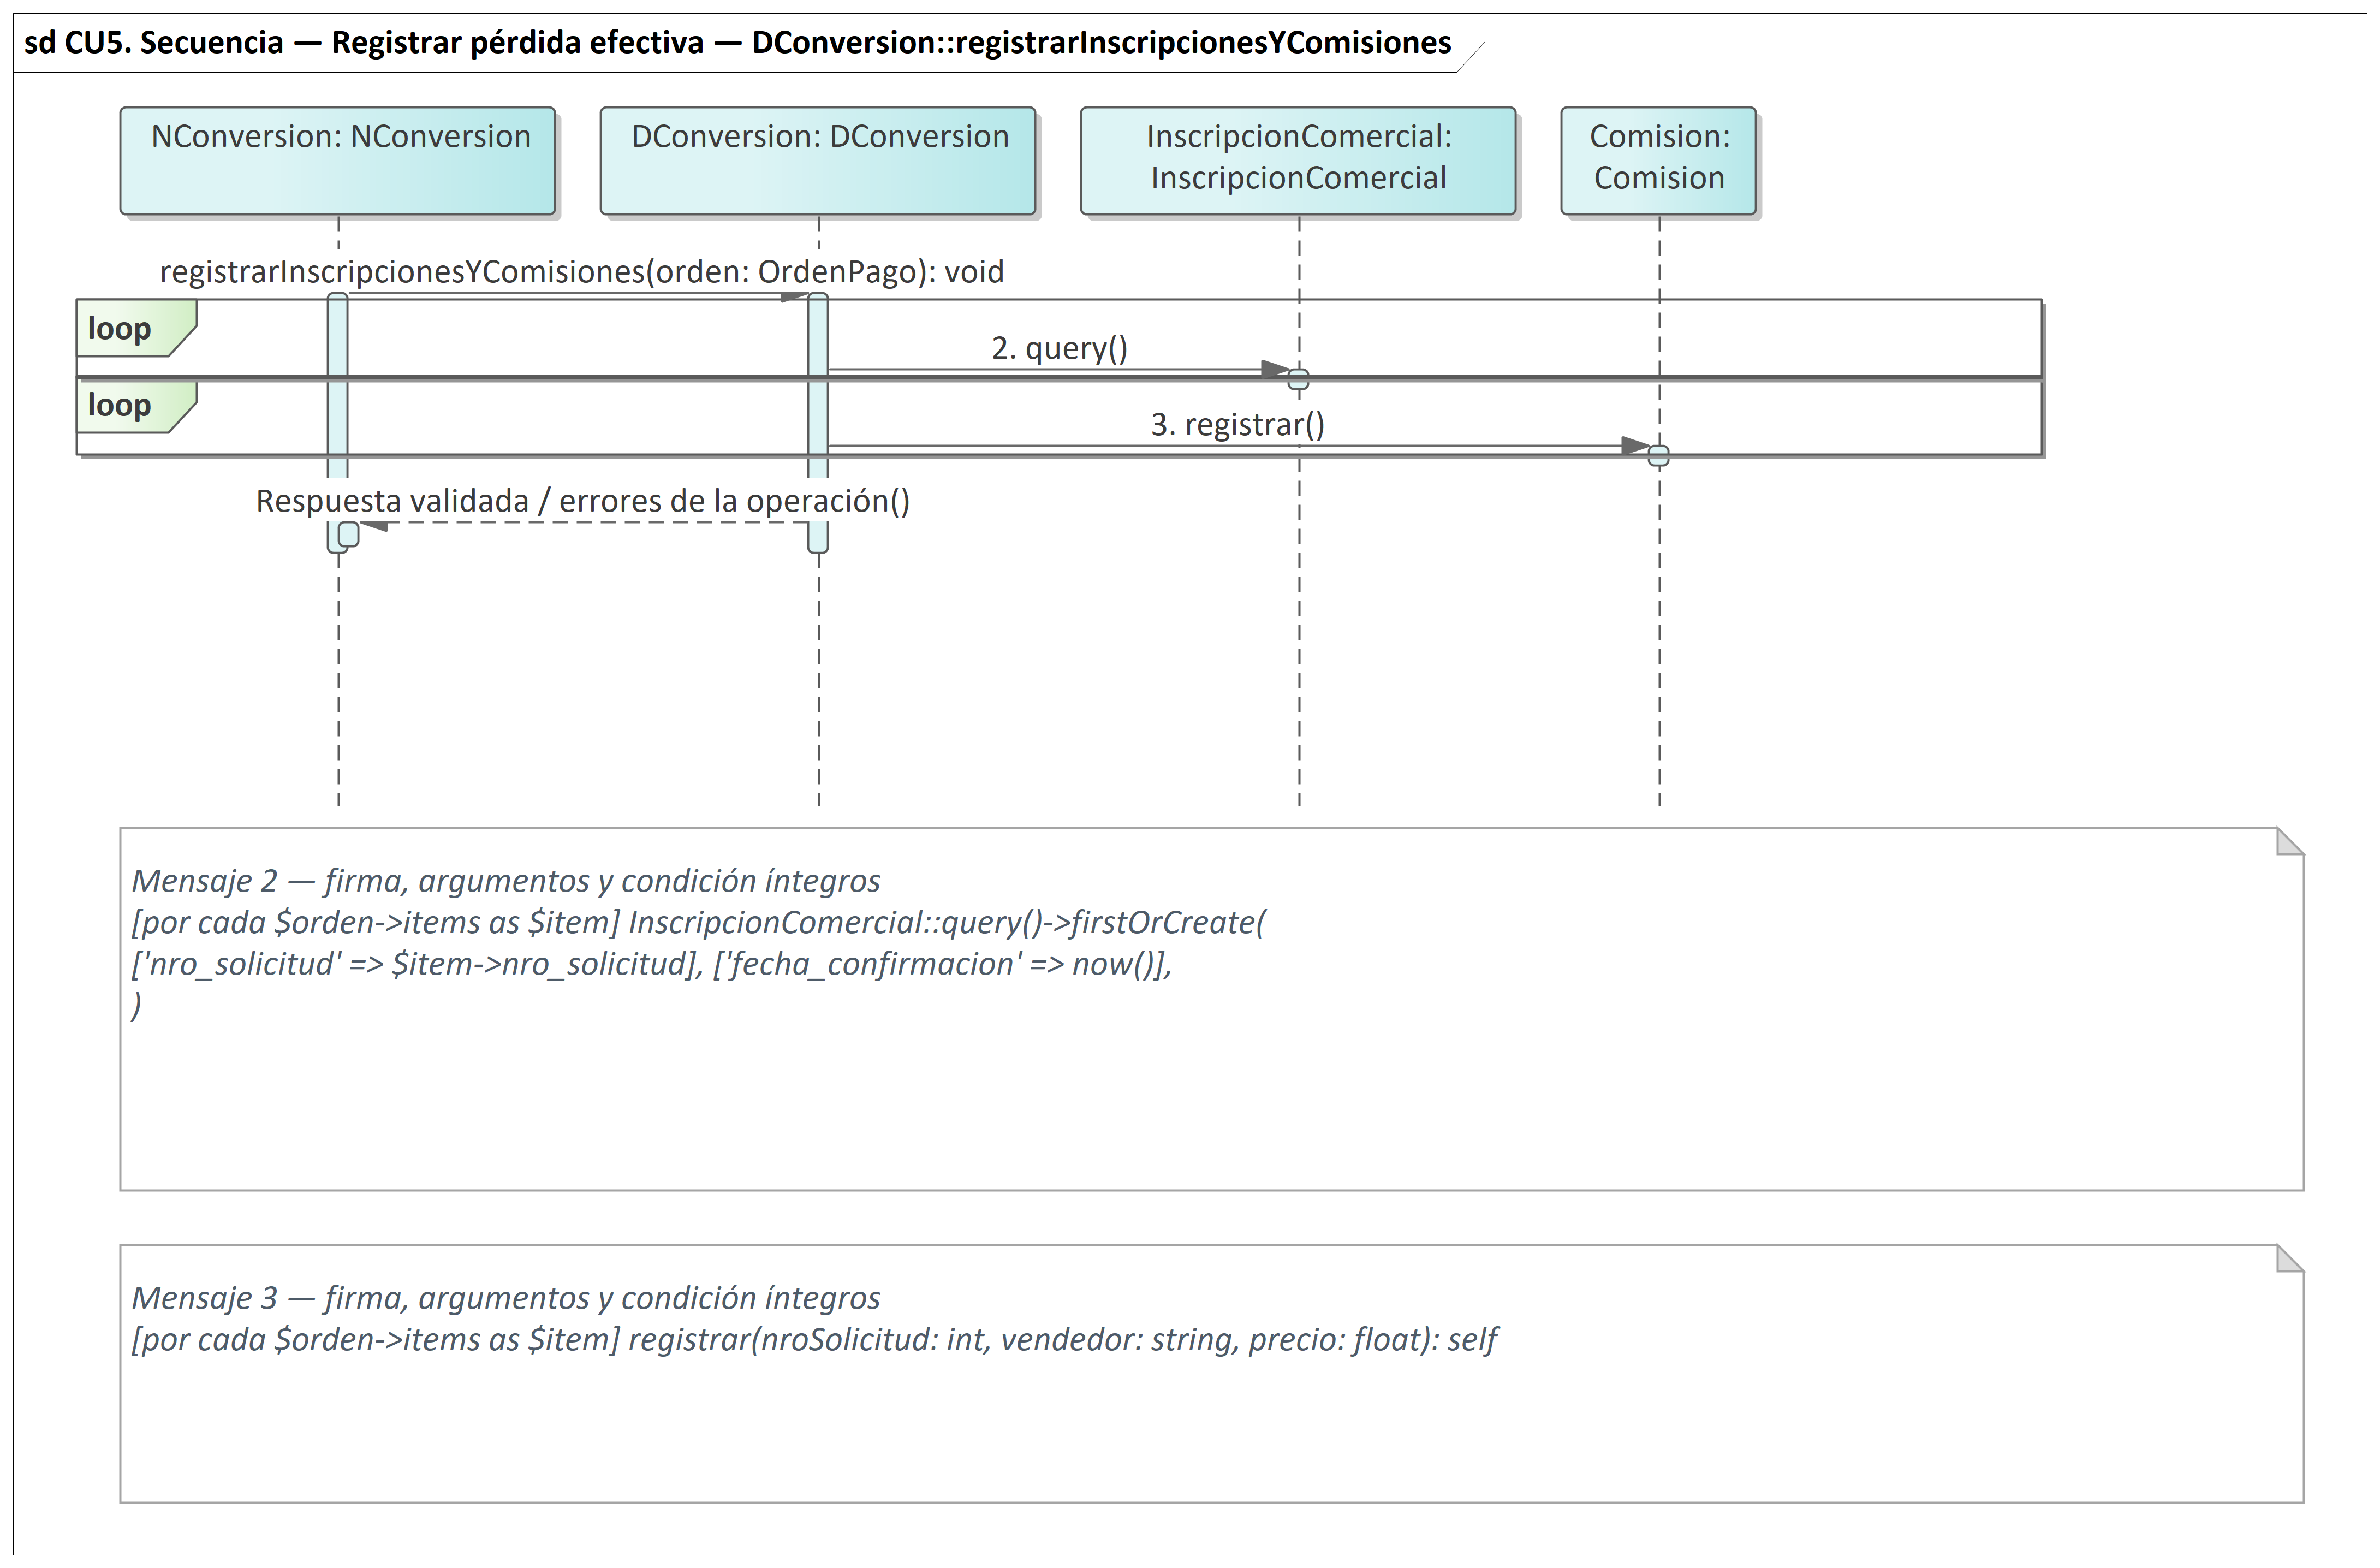 sd CU5. Secuencia — Registrar pérdida efectiva — DConversion::registrarInscripcionesYComisiones
NConversion: NConversion
DConversion: DConversion
InscripcionComercial:
InscripcionComercial
Comision:
Comision
registrarInscripcionesYComisiones(orden: OrdenPago): void
loop
2. query()
loop
3. registrar()
Respuesta validada / errores de la operación()
Mensaje 2 — firma, argumentos y condición íntegros
[por cada $orden->items as $item] InscripcionComercial::query()->firstOrCreate(
['nro_solicitud' => $item->nro_solicitud], ['fecha_confirmacion' => now()],
)
Mensaje 3 — firma, argumentos y condición íntegros
[por cada $orden->items as $item] registrar(nroSolicitud: int, vendedor: string, precio: float): self